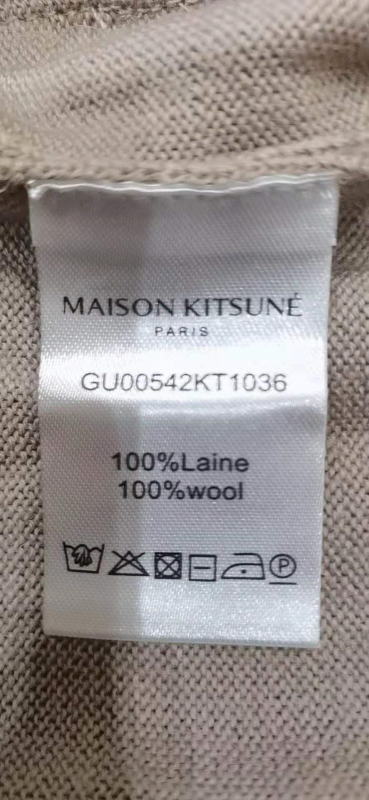 MAISON KITSUNÉ
PARIS
GU00542KT1036
100%Laine
100%wool
P